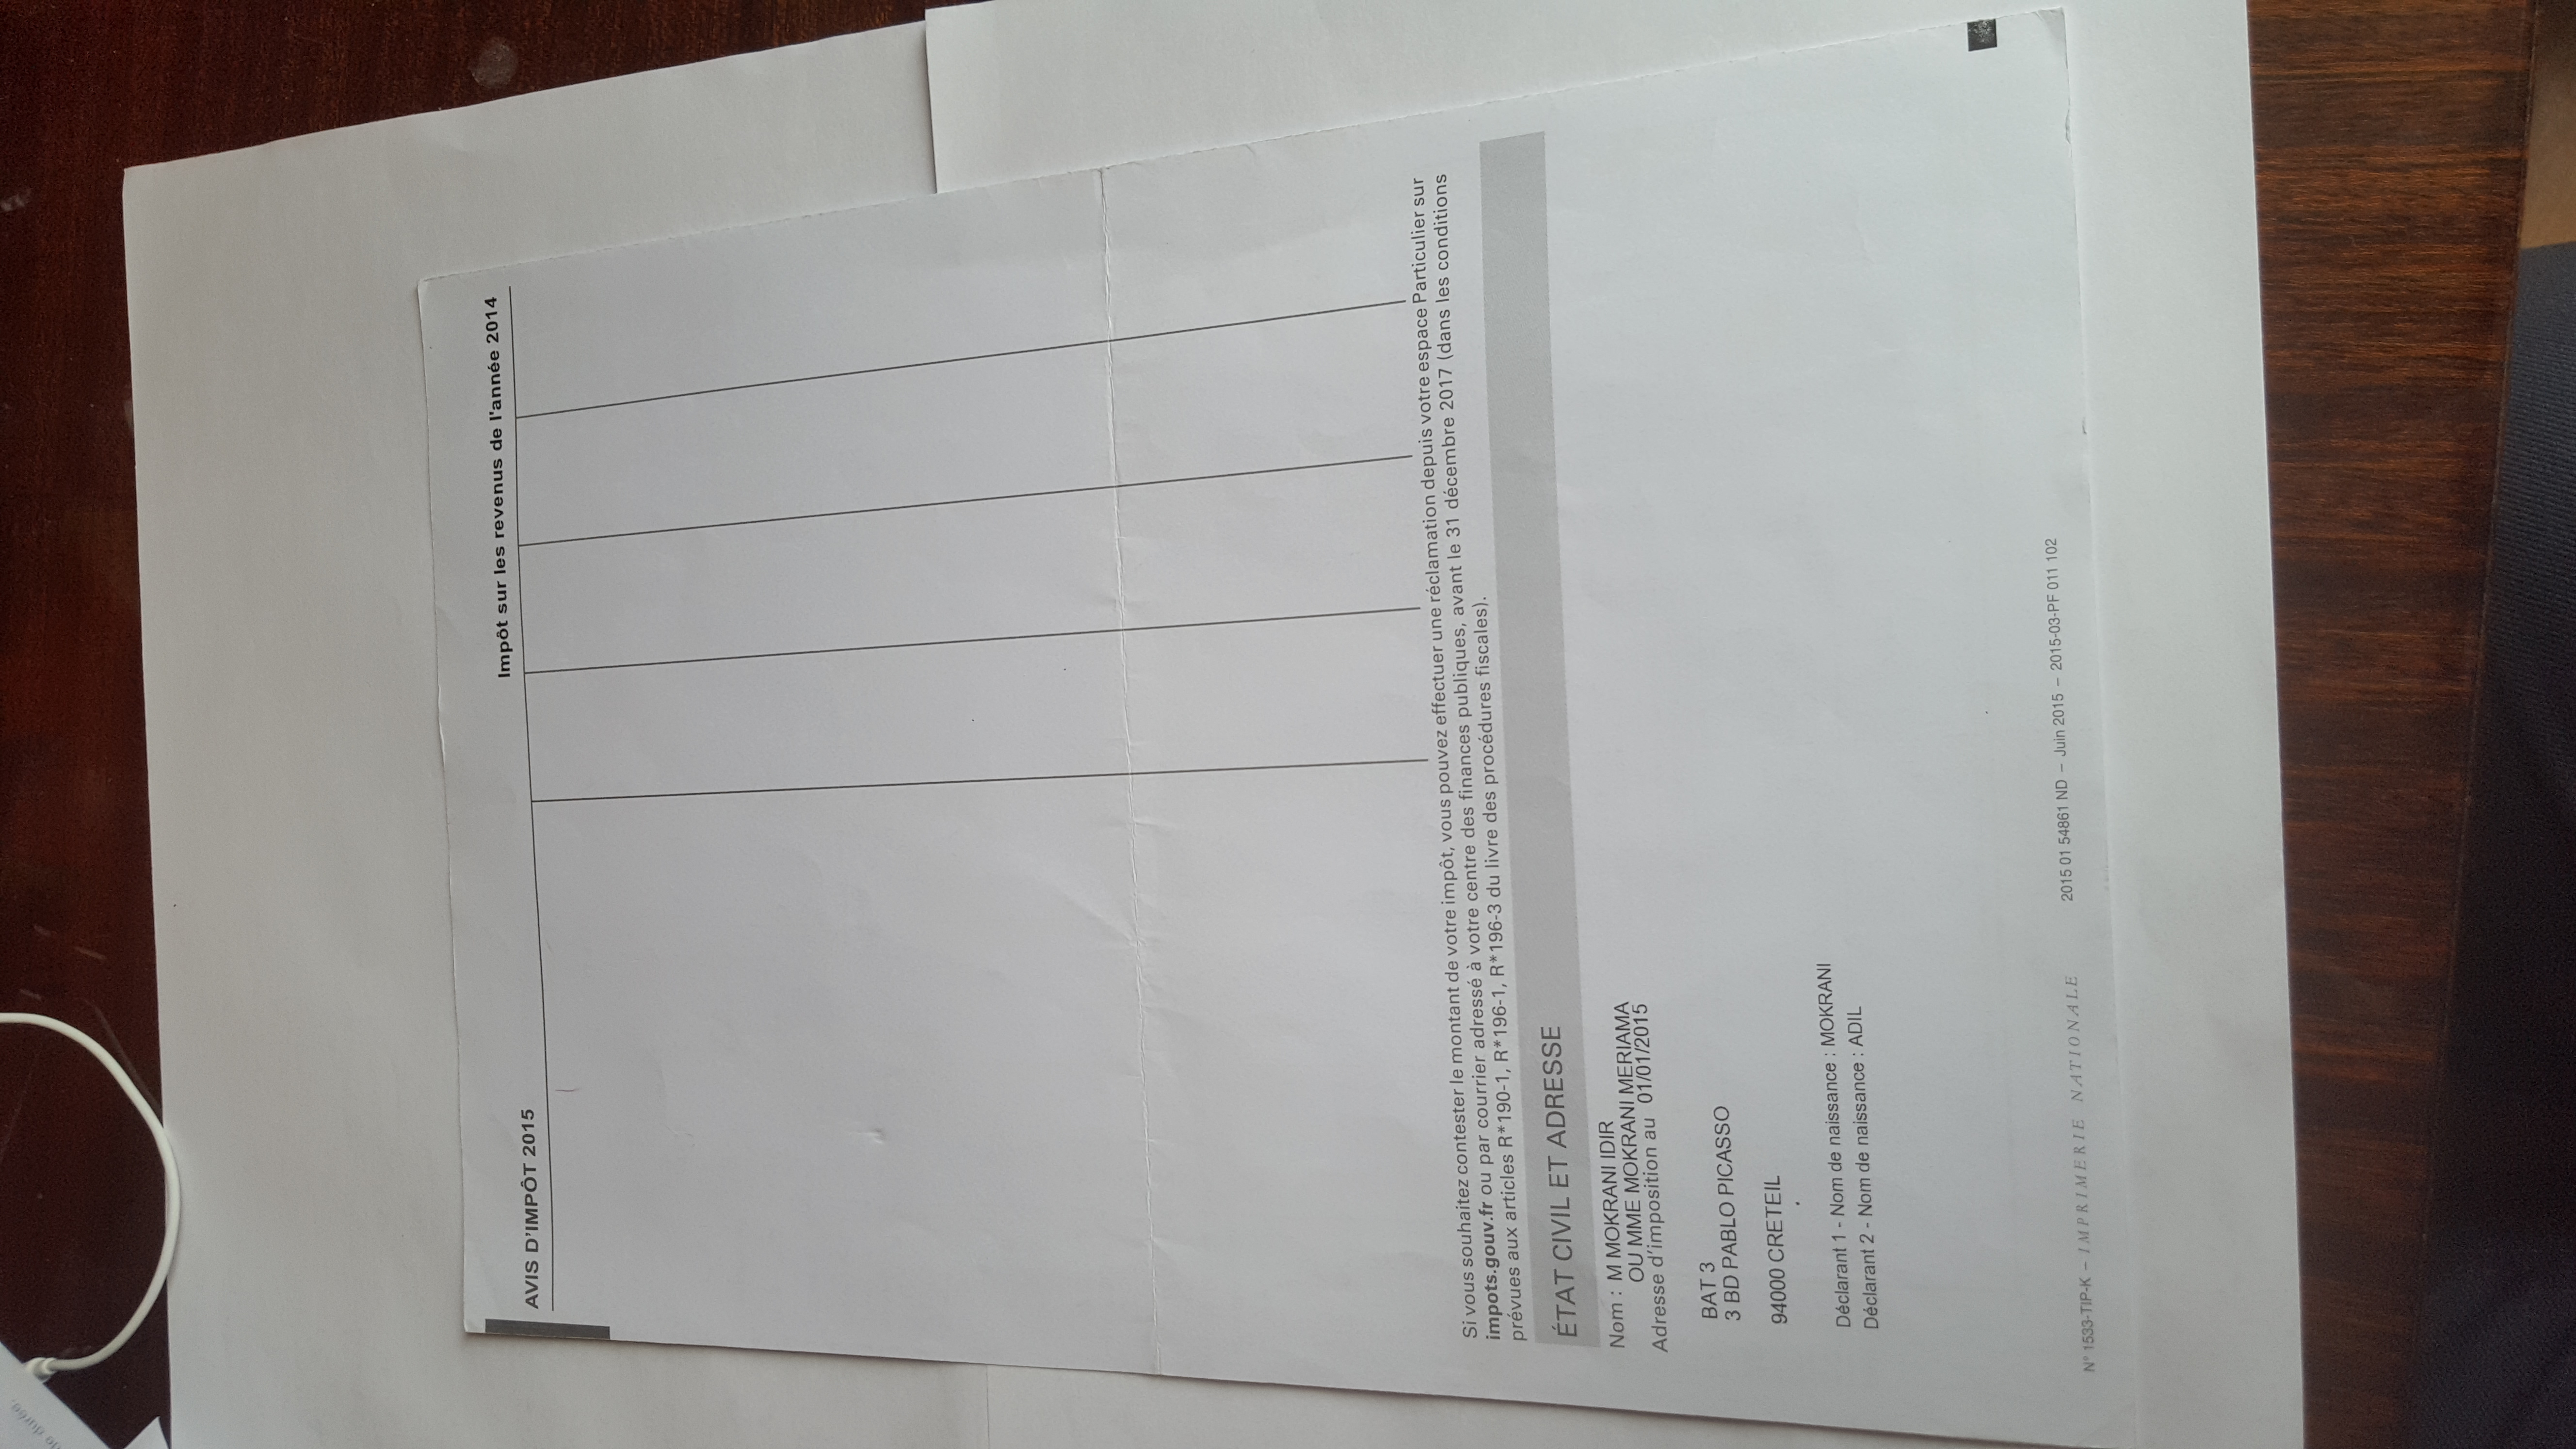 de durée.
AVIS D'IMPÔT 2015
Impôt sur les revenus de l'année 2014
Si vous souhaitez contester le montant de votre impôt, vous pouvez effectuer une réclamation depuis votre espace Particulier sur
impots.gouv.fr ou par courrier adressé à votre centre des finances publiques, avant le 31 décembre 2017 (dans les conditions
prévues aux articles R*190-1, R*196-1, R*196-3 du livre des procédures fiscales).
ÉTAT CIVIL ET ADRESSE
Nom : M MOKRANI IDIR
OU MME MOKRANI MERIAMA
Adresse d'imposition au 01/01/2015
BAT 3
3 BD PABLO PICASSO
94000 CRETEIL
Déclarant 1 - Nom de naissance : MOKRANI
Déclarant 2 - Nom de naissance : ADIL
N° 1533-TIP-K – IMPRIMERIE NATIONALE 2015 01 54861 ND – Juin 2015 – 2015-03-PF 011 102